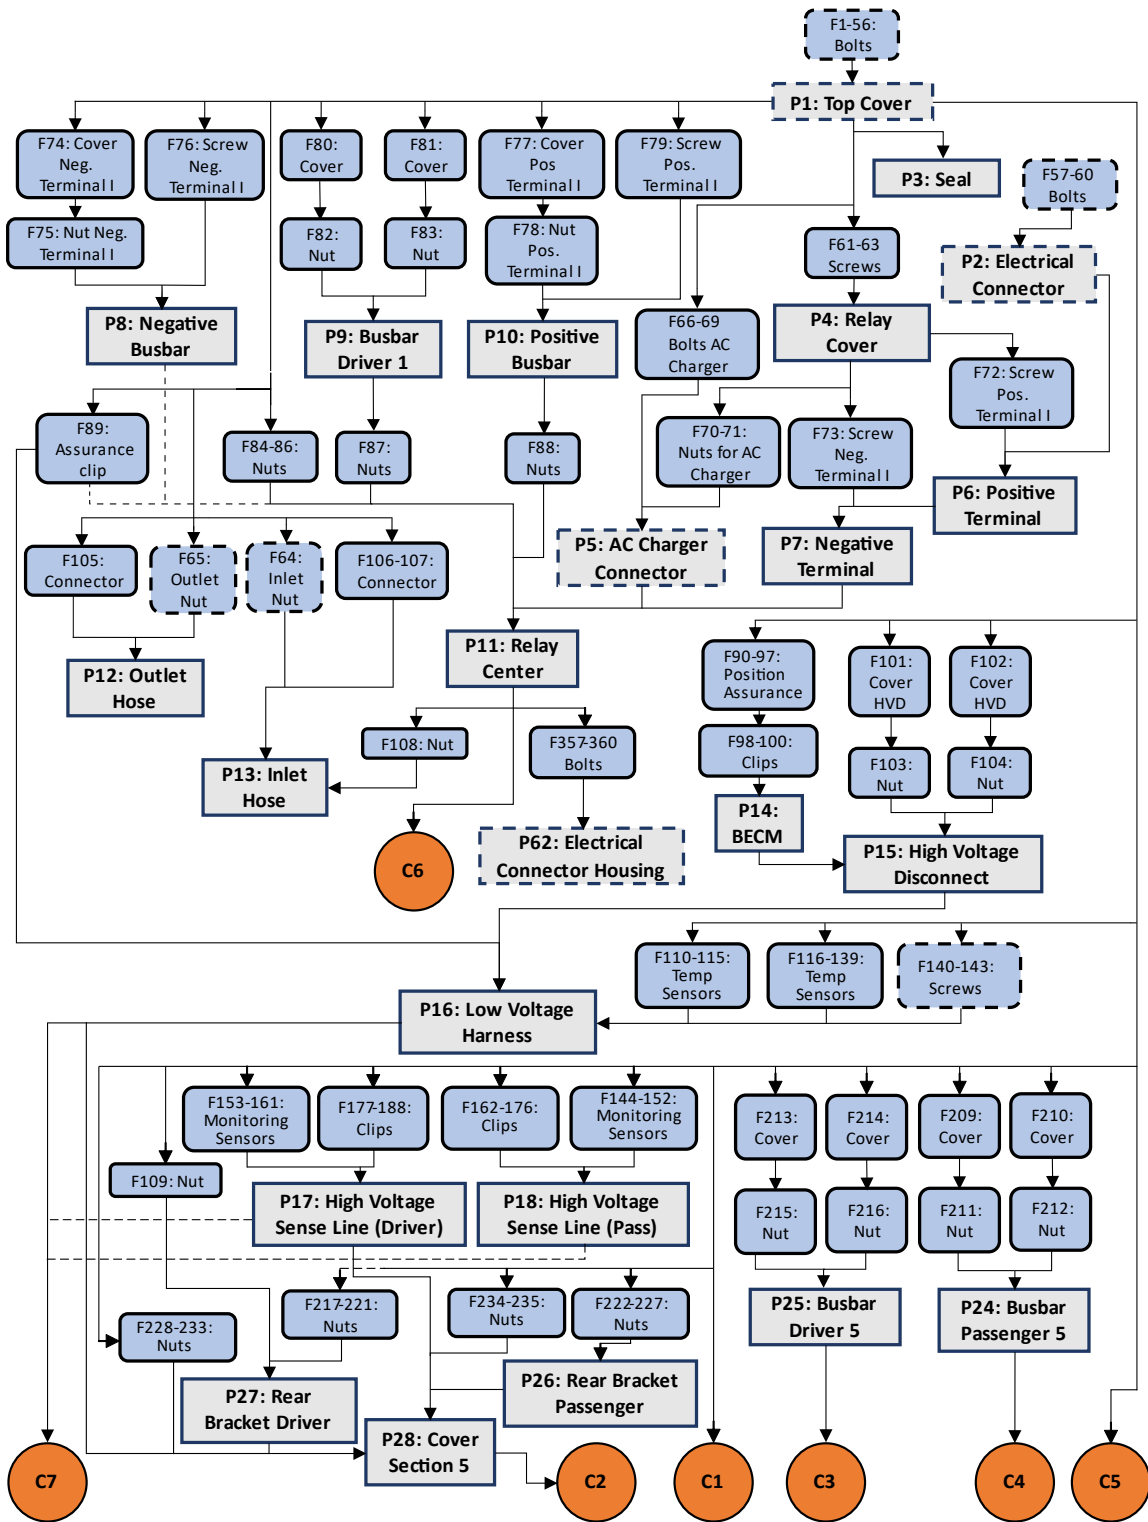 F1-56:
Bolts
P1: Top Cover
F74: Cover
Neg.
Terminal I
F76: Screw
Neg.
Terminal I
F80:
Cover
F81:
Cover
F77: Cover
Pos
Terminal I
F79: Screw
Pos.
Terminal I
P3: Seal
F57-60
Bolts
F75: Nut Neg.
Terminal I
F82:
Nut
F83:
Nut
F78: Nut
Pos.
Terminal I
F61-63
Screws
P2: Electrical
Connector
P8: Negative
Busbar
P9: Busbar
Driver 1
P10: Positive
Busbar
F66-69
Bolts AC
Charger
P4: Relay
Cover
F72: Screw
Pos.
Terminal I
F89:
Assurance
clip
F84-86:
Nuts
F87:
Nuts
F88:
Nuts
F70-71:
Nuts for AC
Charger
F73: Screw
Neg.
Terminal I
P6: Positive
Terminal
P5: AC Charger
Connector
P7: Negative
Terminal
F105:
Connector
F65:
Outlet
Nut
F64:
Inlet
Nut
F106-107:
Connector
P11: Relay
Center
P12: Outlet
Hose
F90-97:
Position
Assurance
F101:
Cover
HVD
F102:
Cover
HVD
F108: Nut
F357-360
Bolts
F98-100:
Clips
F103:
Nut
F104:
Nut
P13: Inlet
Hose
P14:
BECM
P62: Electrical
Connector Housing
P15: High Voltage
Disconnect
C6
F110-115:
Temp
Sensors
F116-139:
Temp
Sensors
F140-143:
Screws
P16: Low Voltage
Harness
F153-161:
Monitoring
Sensors
F177-188:
Clips
F162-176:
Clips
F144-152:
Monitoring
Sensors
F213:
Cover
F214:
Cover
F209:
Cover
F210:
Cover
F109: Nut
P17: High Voltage
Sense Line (Driver)
P18: High Voltage
Sense Line (Pass)
F215:
Nut
F216:
Nut
F211:
Nut
F212:
Nut
F217-221:
Nuts
F234-235:
Nuts
F222-227:
Nuts
P25: Busbar
Driver 5
P24: Busbar
Passenger 5
F228-233:
Nuts
P27: Rear
Bracket Driver
P26: Rear Bracket
Passenger
P28: Cover
Section 5
C7
C2
C1
C3
C4
C5